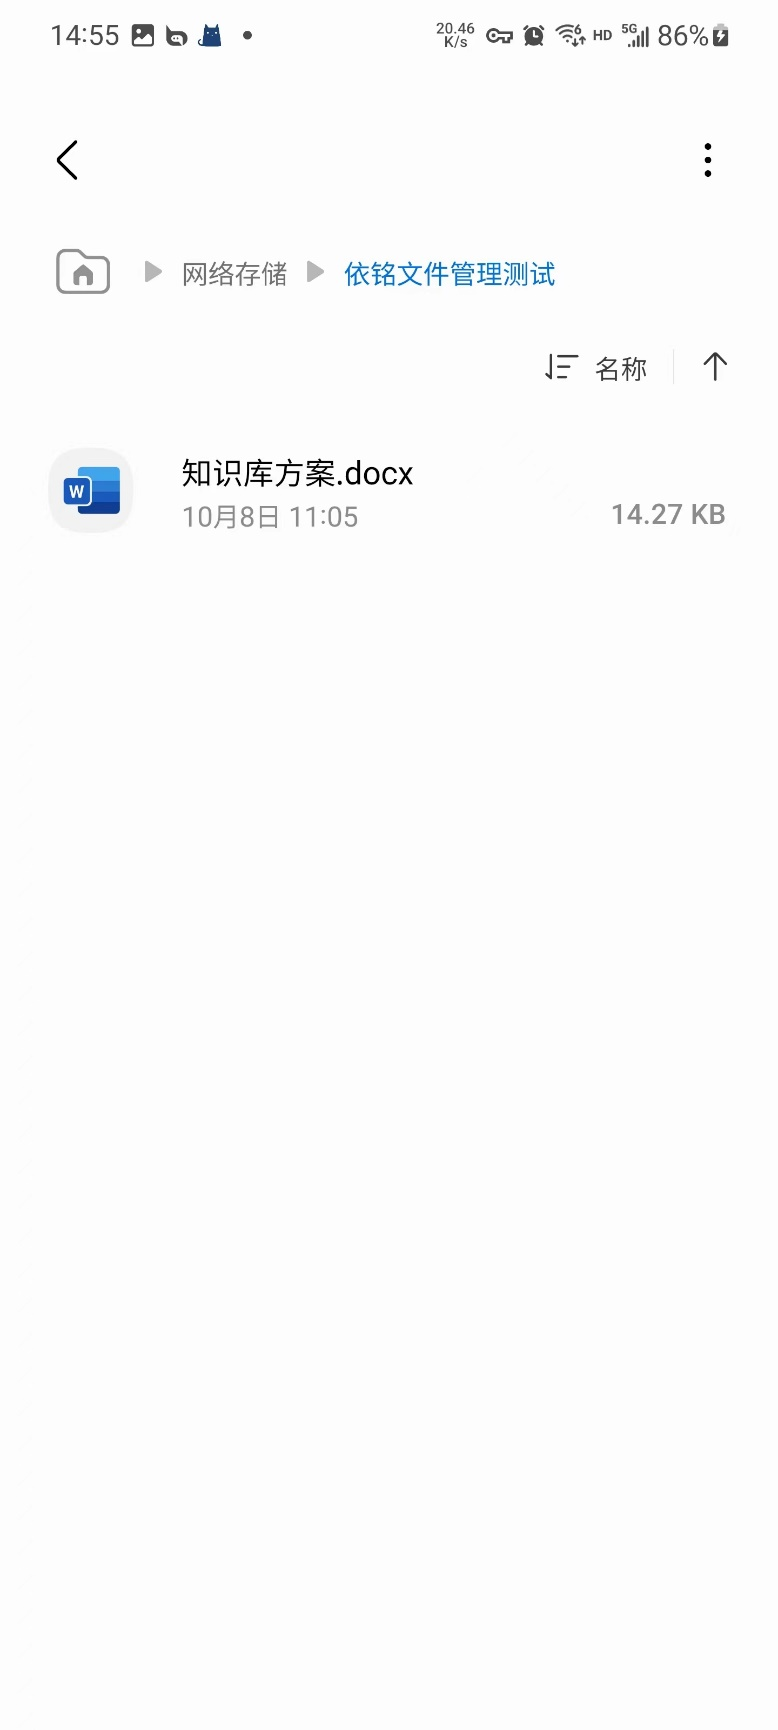 14:55 20.46 K/s HD 5G 86%
网络存储 依铭文件管理测试
名称
W 知识库方案.docx
10月8日 11:05 14.27 KB